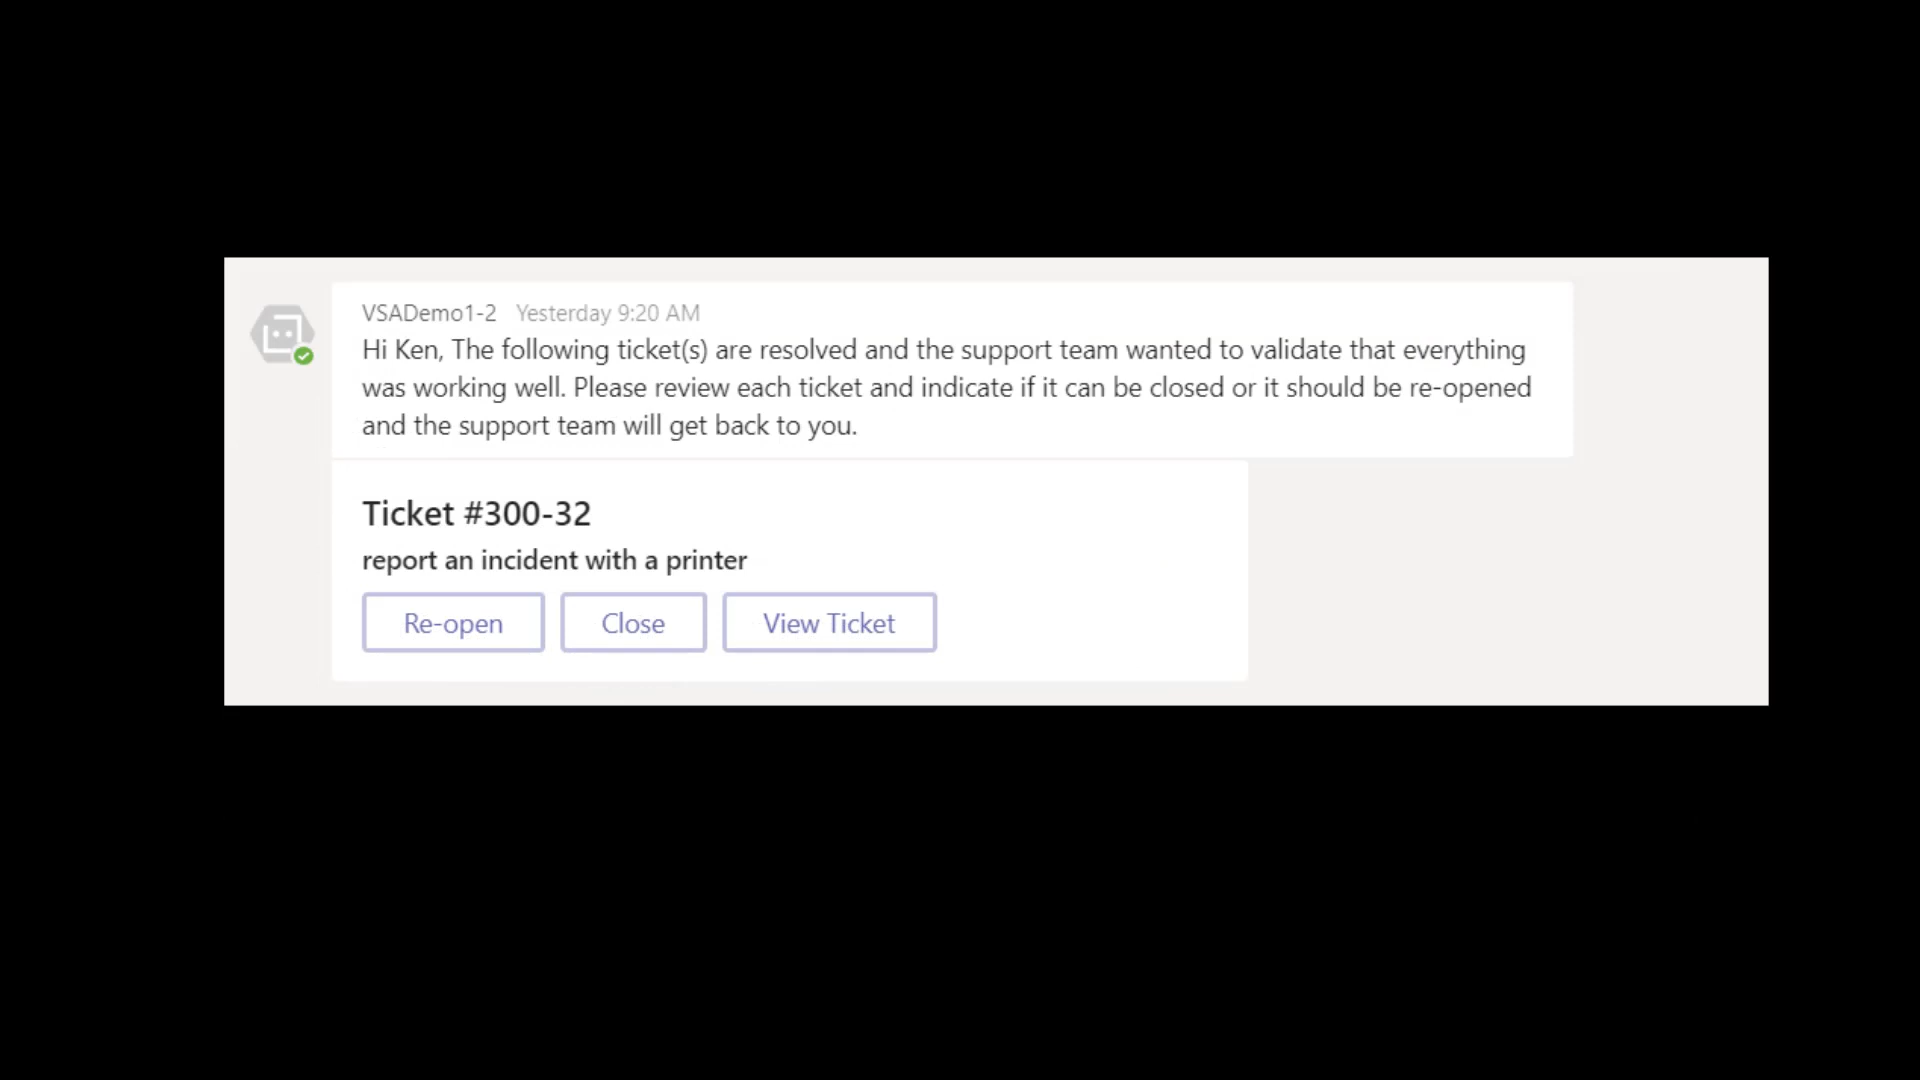 VSADemo1-2 Yesterday 9:20 AM
Hi Ken, The following ticket(s) are resolved and the support team wanted to validate that everything
was working well. Please review each ticket and indicate if it can be closed or it should be re-opened
and the support team will get back to you.
Ticket #300-32
report an incident with a printer
Re-open Close View Ticket